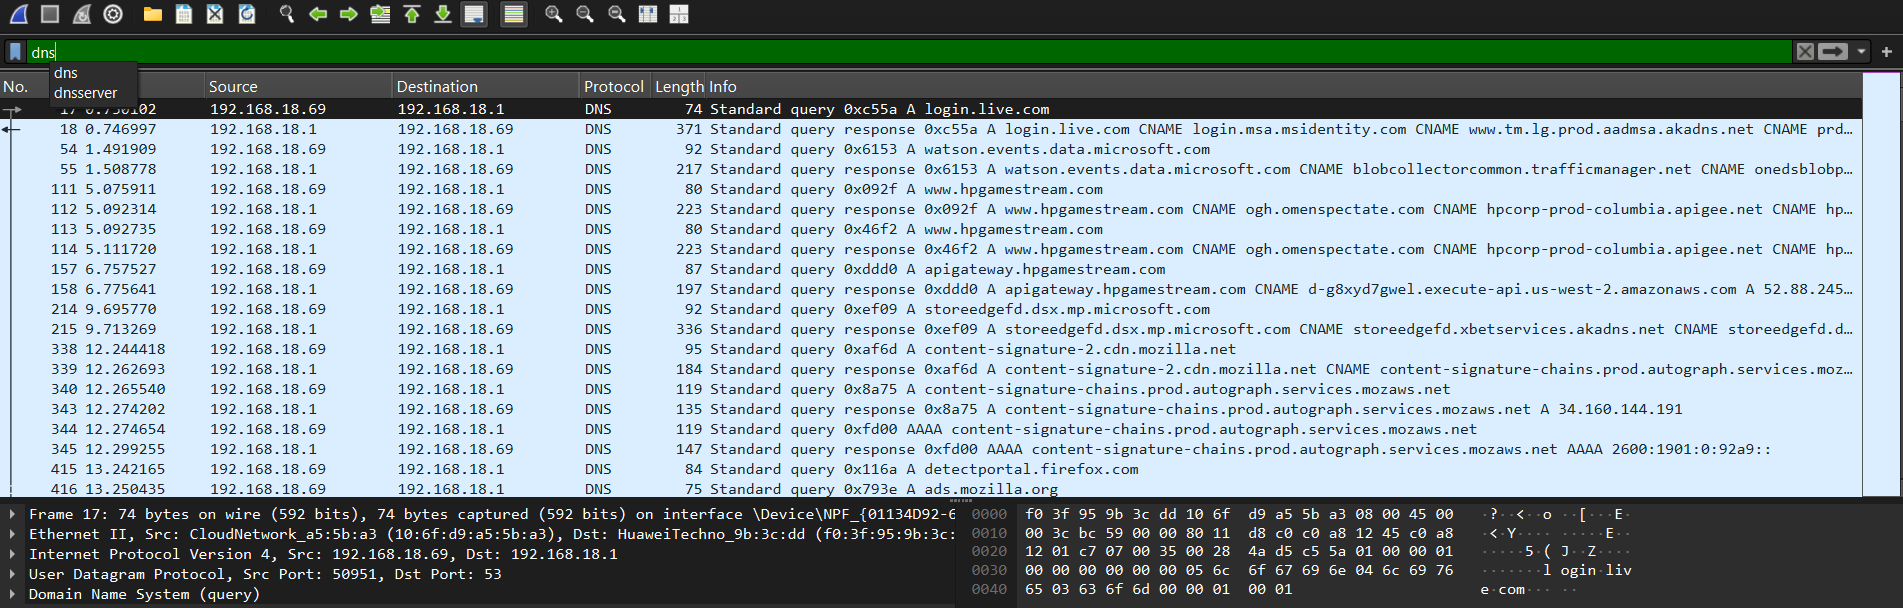 dns
dns
dnsserver
No. Source Destination Protocol Length Info
17 0.730102 192.168.18.69 192.168.18.1 DNS 74 Standard query 0xc55a A login.live.com
18 0.746997 192.168.18.1 192.168.18.69 DNS 371 Standard query response 0xc55a A login.live.com CNAME login.msa.msidentity.com CNAME www.tm.lg.prod.aadmsa.akadns.net CNAME prd…
54 1.491909 192.168.18.69 192.168.18.1 DNS 92 Standard query 0x6153 A watson.events.data.microsoft.com
55 1.508778 192.168.18.1 192.168.18.69 DNS 217 Standard query response 0x6153 A watson.events.data.microsoft.com CNAME blobcollectorcommon.trafficmanager.net CNAME onedsblobp…
111 5.075911 192.168.18.69 192.168.18.1 DNS 80 Standard query 0x092f A www.hpgamestream.com
112 5.092314 192.168.18.1 192.168.18.69 DNS 223 Standard query response 0x092f A www.hpgamestream.com CNAME ogh.omenspectate.com CNAME hpcorp-prod-columbia.apigee.net CNAME hp…
113 5.092735 192.168.18.69 192.168.18.1 DNS 80 Standard query 0x46f2 A www.hpgamestream.com
114 5.111720 192.168.18.1 192.168.18.69 DNS 223 Standard query response 0x46f2 A www.hpgamestream.com CNAME ogh.omenspectate.com CNAME hpcorp-prod-columbia.apigee.net CNAME hp…
157 6.757527 192.168.18.69 192.168.18.1 DNS 87 Standard query 0xddd0 A apigateway.hpgamestream.com
158 6.775641 192.168.18.1 192.168.18.69 DNS 197 Standard query response 0xddd0 A apigateway.hpgamestream.com CNAME d-g8xyd7gwel.execute-api.us-west-2.amazonaws.com A 52.88.245…
214 9.695770 192.168.18.69 192.168.18.1 DNS 92 Standard query 0xef09 A storeedgefd.dsx.mp.microsoft.com
215 9.713269 192.168.18.1 192.168.18.69 DNS 336 Standard query response 0xef09 A storeedgefd.dsx.mp.microsoft.com CNAME storeedgefd.xbetservices.akadns.net CNAME storeedgefd.d…
338 12.244418 192.168.18.69 192.168.18.1 DNS 95 Standard query 0xaf6d A content-signature-2.cdn.mozilla.net
339 12.262693 192.168.18.1 192.168.18.69 DNS 184 Standard query response 0xaf6d A content-signature-2.cdn.mozilla.net CNAME content-signature-chains.prod.autograph.services.moz…
340 12.265540 192.168.18.69 192.168.18.1 DNS 119 Standard query 0x8a75 A content-signature-chains.prod.autograph.services.mozaws.net
343 12.274202 192.168.18.1 192.168.18.69 DNS 135 Standard query response 0x8a75 A content-signature-chains.prod.autograph.services.mozaws.net A 34.160.144.191
344 12.274654 192.168.18.69 192.168.18.1 DNS 119 Standard query 0xfd00 AAAA content-signature-chains.prod.autograph.services.mozaws.net
345 12.299255 192.168.18.1 192.168.18.69 DNS 147 Standard query response 0xfd00 AAAA content-signature-chains.prod.autograph.services.mozaws.net AAAA 2600:1901:0:92a9::
415 13.242165 192.168.18.69 192.168.18.1 DNS 84 Standard query 0x116a A detectportal.firefox.com
416 13.250435 192.168.18.69 192.168.18.1 DNS 75 Standard query 0x793e A ads.mozilla.org
Frame 17: 74 bytes on wire (592 bits), 74 bytes captured (592 bits) on interface \Device\NPF_{01134D92-6
Ethernet II, Src: CloudNetwork_a5:5b:a3 (10:6f:d9:a5:5b:a3), Dst: HuaweiTechno_9b:3c:dd (f0:3f:95:9b:3c:
Internet Protocol Version 4, Src: 192.168.18.69, Dst: 192.168.18.1
User Datagram Protocol, Src Port: 50951, Dst Port: 53
Domain Name System (query)
0000 f0 3f 95 9b 3c dd 10 6f d9 a5 5b a3 08 00 45 00 ·?··<··o ··[···E·
0010 00 3c bc 59 00 00 80 11 d8 c0 c0 a8 12 45 c0 a8 ·<·Y···· ·····E··
0020 12 01 c7 07 00 35 00 28 4a d5 c5 5a 01 00 00 01 ·····5·( J··Z····
0030 00 00 00 00 00 00 05 6c 6f 67 69 6e 04 6c 69 76 ·······l ogin·liv
0040 65 03 63 6f 6d 00 00 01 00 01 e·com··· ··